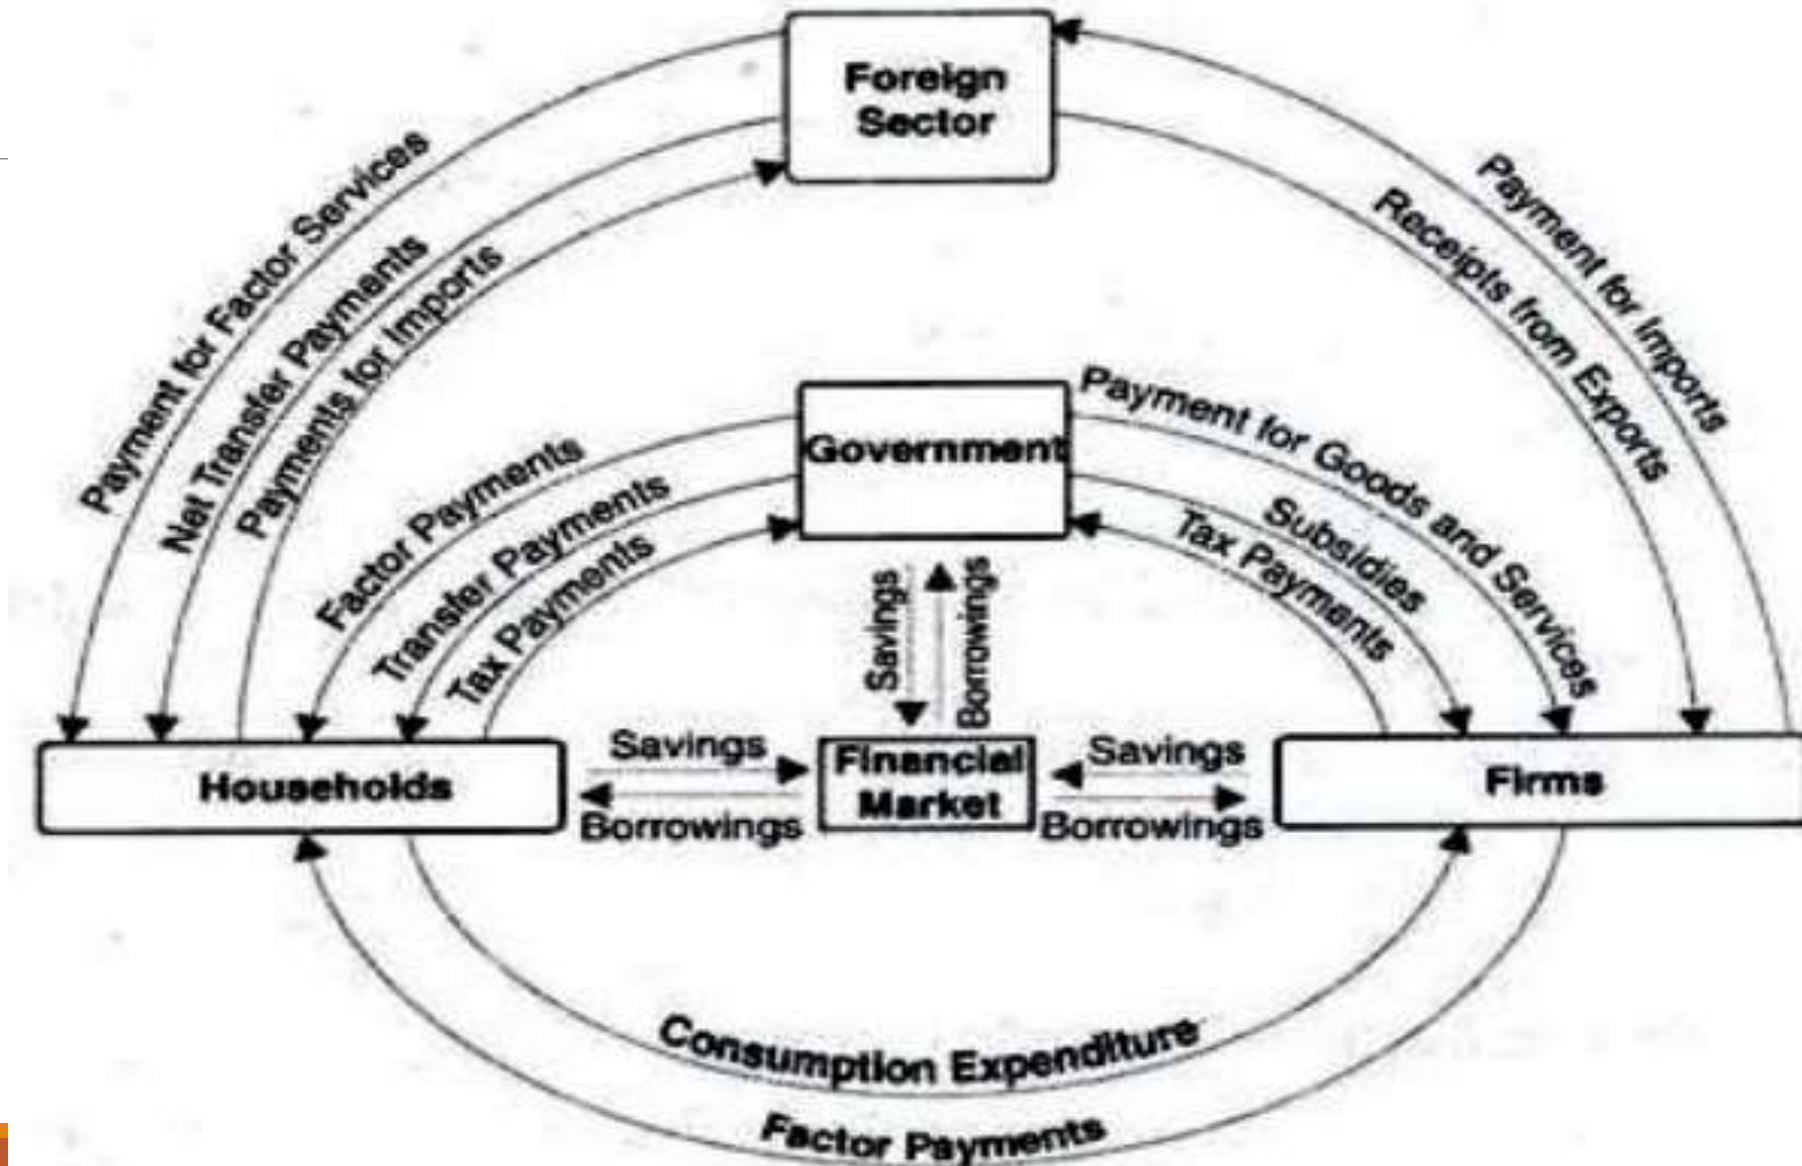 Foreign
Sector
Payment for Factor Services
Net Transfer Payments
Payments for Imports
Payment for Imports
Receipts from Exports
Government
Factor Payments
Transfer Payments
Tax Payments
Payment for Goods and Services
Subsidies
Tax Payments
Savings
Borrowings
Households
Savings
Borrowings
Financial
Market
Savings
Borrowings
Firms
Consumption Expenditure
Factor Payments